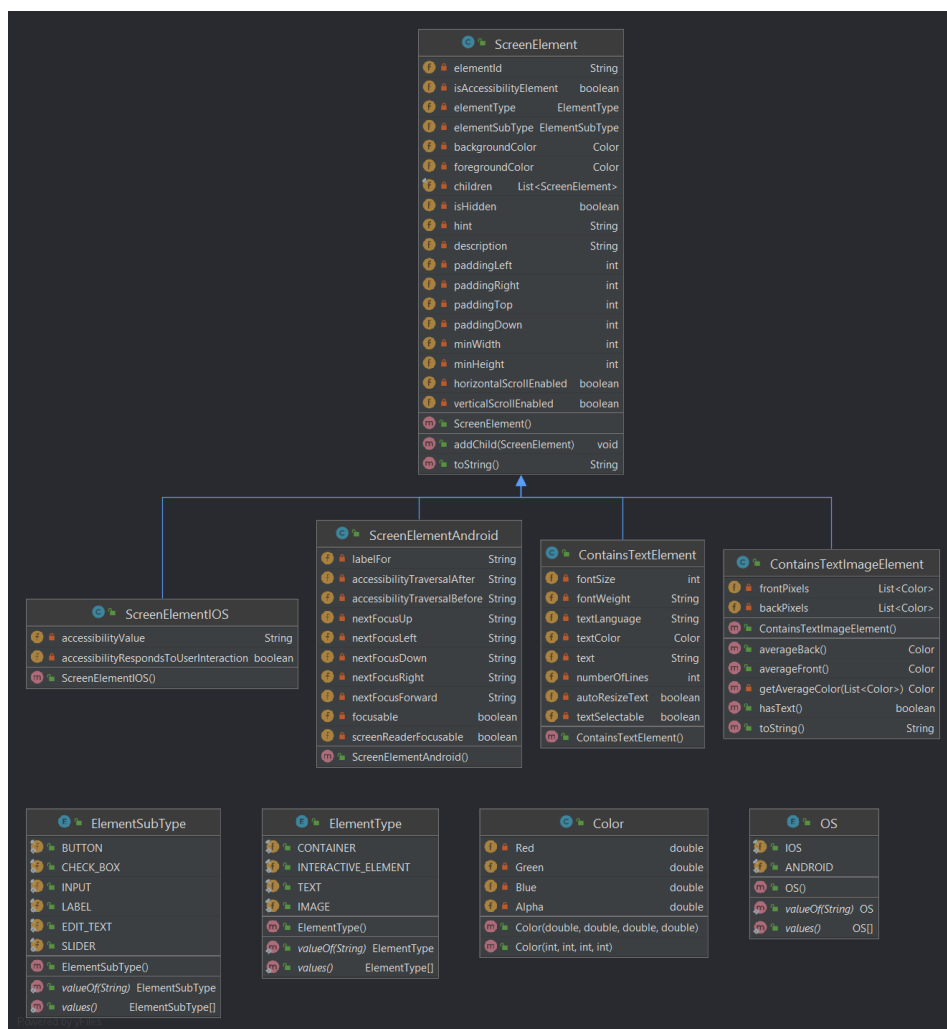 ScreenElement
elementId String
isAccessibilityElement boolean
elementType ElementType
elementSubType ElementSubType
backgroundColor Color
foregroundColor Color
children List<ScreenElement>
isHidden boolean
hint String
description String
paddingLeft int
paddingRight int
paddingTop int
paddingDown int
minWidth int
minHeight int
horizontalScrollEnabled boolean
verticalScrollEnabled boolean
ScreenElement()
addChild(ScreenElement) void
toString() String
ScreenElementIOS
accessibilityValue String
accessibilityRespondsToUserInteraction boolean
ScreenElementIOS()
ScreenElementAndroid
labelFor String
accessibilityTraversalAfter String
accessibilityTraversalBefore String
nextFocusUp String
nextFocusLeft String
nextFocusDown String
nextFocusRight String
nextFocusForward String
focusable boolean
screenReaderFocusable boolean
ScreenElementAndroid()
ContainsTextElement
fontSize int
fontWeight String
textLanguage String
textColor Color
text String
numberOfLines int
autoResizeText boolean
textSelectable boolean
ContainsTextElement()
ContainsTextImageElement
frontPixels List<Color>
backPixels List<Color>
ContainsTextImageElement()
averageBack() Color
averageFront() Color
getAverageColor(List<Color>) Color
hasText() boolean
toString() String
ElementSubType
BUTTON
CHECK_BOX
INPUT
LABEL
EDIT_TEXT
SLIDER
ElementSubType()
valueOf(String) ElementSubType
values() ElementSubType[]
ElementType
CONTAINER
INTERACTIVE_ELEMENT
TEXT
IMAGE
ElementType()
valueOf(String) ElementType
values() ElementType[]
Color
Red double
Green double
Blue double
Alpha double
Color(double, double, double, double)
Color(int, int, int, int)
OS
IOS
ANDROID
OS()
valueOf(String) OS
values() OS[]
Powered by yFiles